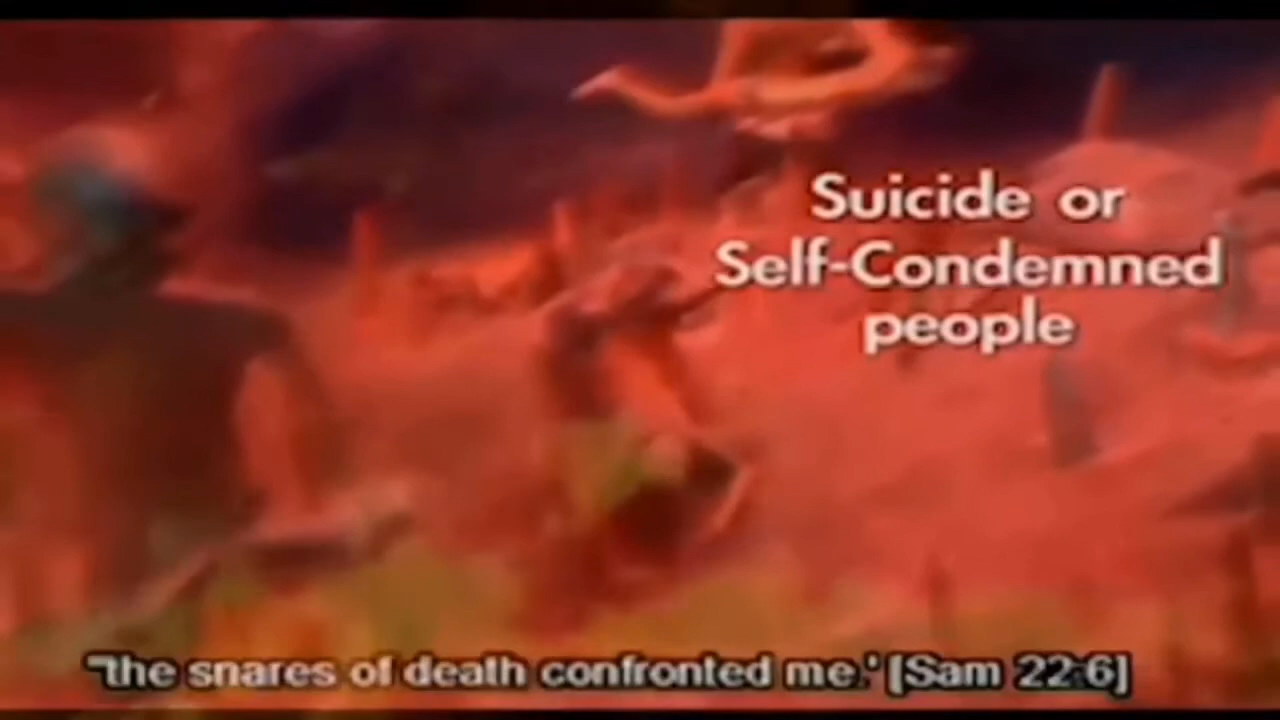 Suicide or
Self-Condemned
people
"the snares of death confronted me.' [Sam 22:6]